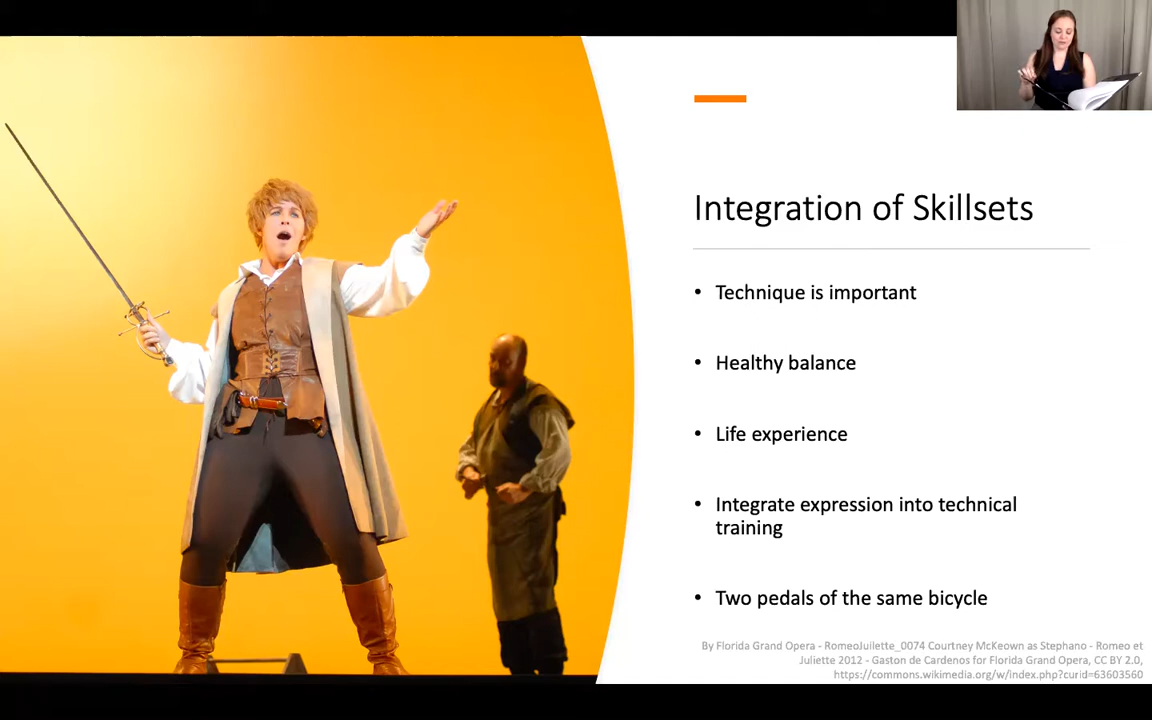 Integration of Skillsets
• Technique is important
• Healthy balance
• Life experience
• Integrate expression into technical
training
• Two pedals of the same bicycle
By Florida Grand Opera - RomeoJuilette_0074 Courtney McKeown as Stephano - Romeo et
Juliette 2012 - Gaston de Cardenos for Florida Grand Opera, CC BY 2.0,
https://commons.wikimedia.org/w/index.php?curid=63603560